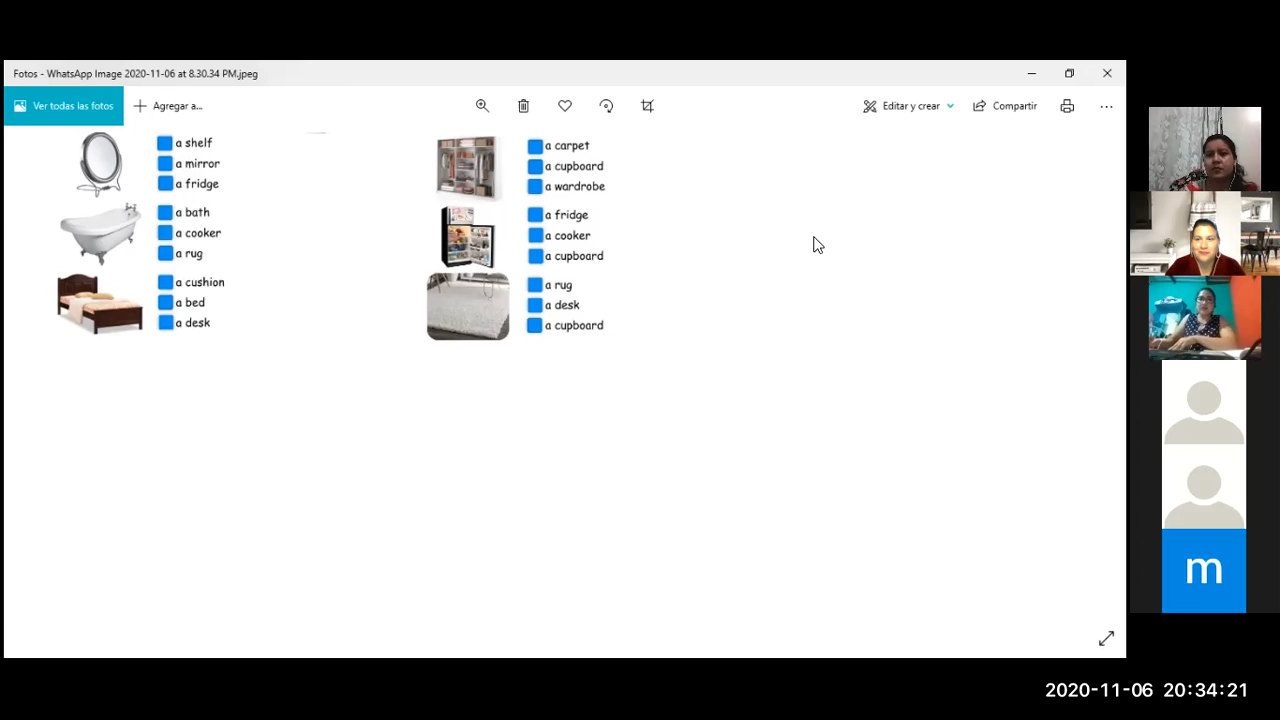 Fotos - WhatsApp Image 2020-11-06 at 8.30.34 PM.jpeg
Ver todas las fotos
Agregar a...
Editar y crear
Compartir
a shelf
a mirror
a fridge
a bath
a cooker
a rug
a cushion
a bed
a desk
a carpet
a cupboard
a wardrobe
a fridge
a cooker
a cupboard
a rug
a desk
a cupboard
m
2020-11-06 20:34:21